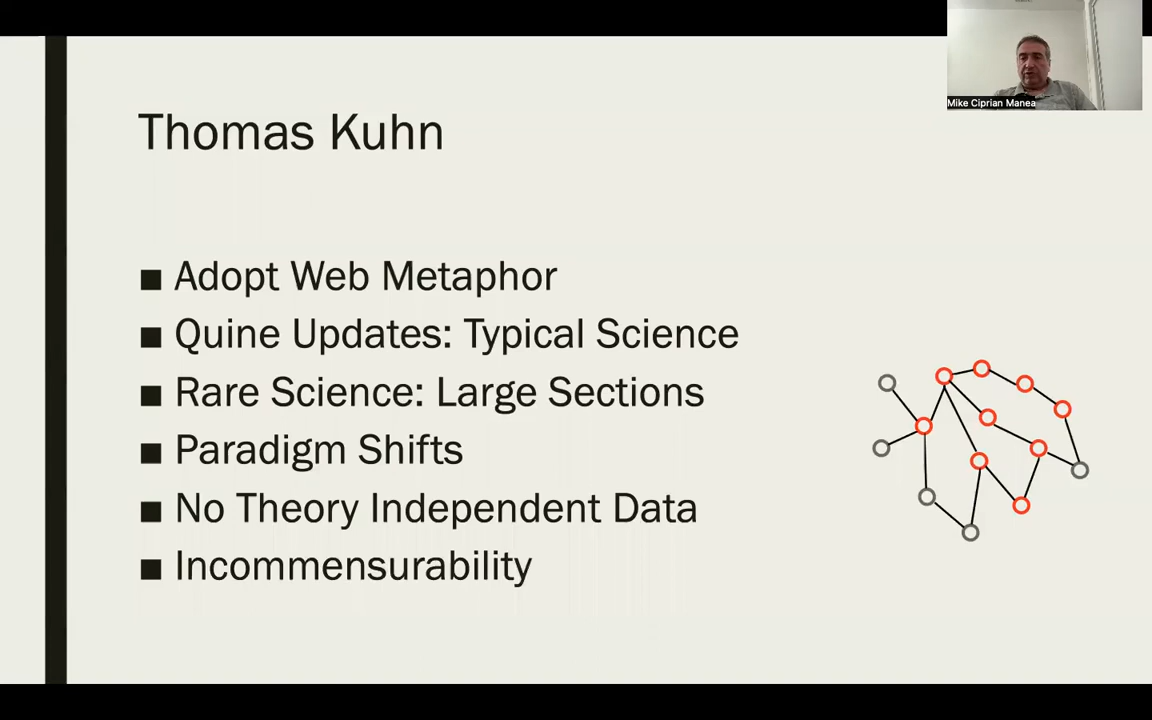 Mike Ciprian Manea
Thomas Kuhn
■ Adopt Web Metaphor
■ Quine Updates: Typical Science
■ Rare Science: Large Sections
■ Paradigm Shifts
■ No Theory Independent Data
■ Incommensurability